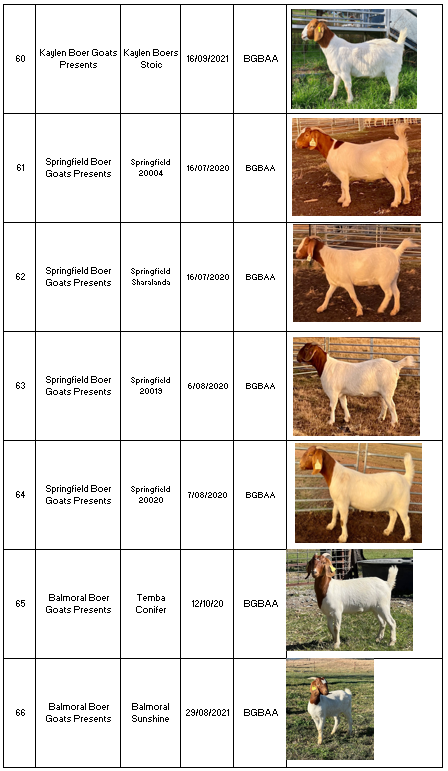 60
Kaylen Boer Goats
Presents
Kaylen Boers
Stoic
16/09/2021
BGBAA
61
Springfield Boer
Goats Presents
Springfield
20004
16/07/2020
BGBAA
62
Springfield Boer
Goats Presents
Springfield
Sharalanda
16/07/2020
BGBAA
63
Springfield Boer
Goats Presents
Springfield
20019
6/08/2020
BGBAA
64
Springfield Boer
Goats Presents
Springfield
20020
7/08/2020
BGBAA
65
Balmoral Boer
Goats Presents
Temba
Conifer
12/10/20
BGBAA
66
Balmoral Boer
Goats Presents
Balmoral
Sunshine
29/08/2021
BGBAA